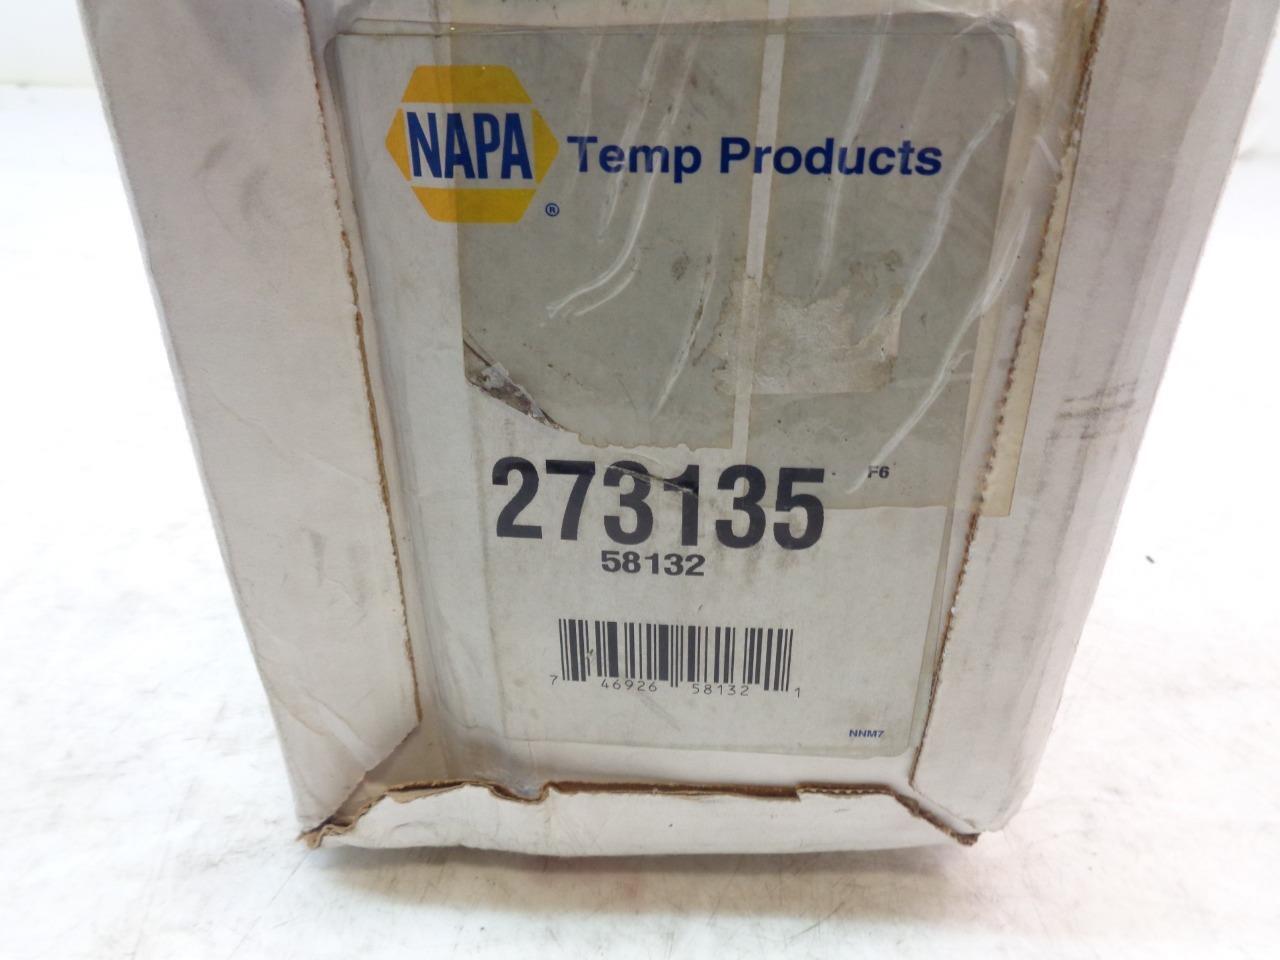 NAPA
®
Temp Products
273135
F6
58132
7 46926 58132 1
NNM7